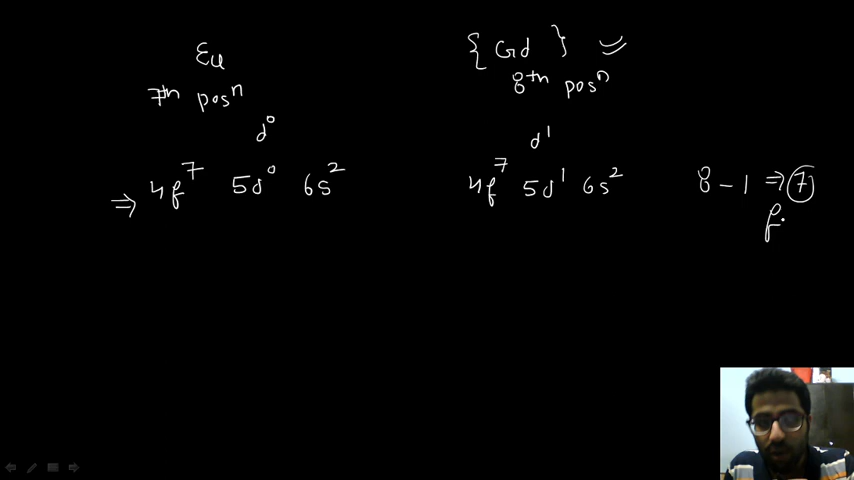 Eu
7th posⁿ
d⁰
⇒ 4f⁷ 5d⁰ 6s²
{ Gd }
8th posⁿ
d¹
4f⁷ 5d¹ 6s²
8 - 1 ⇒ 7
f